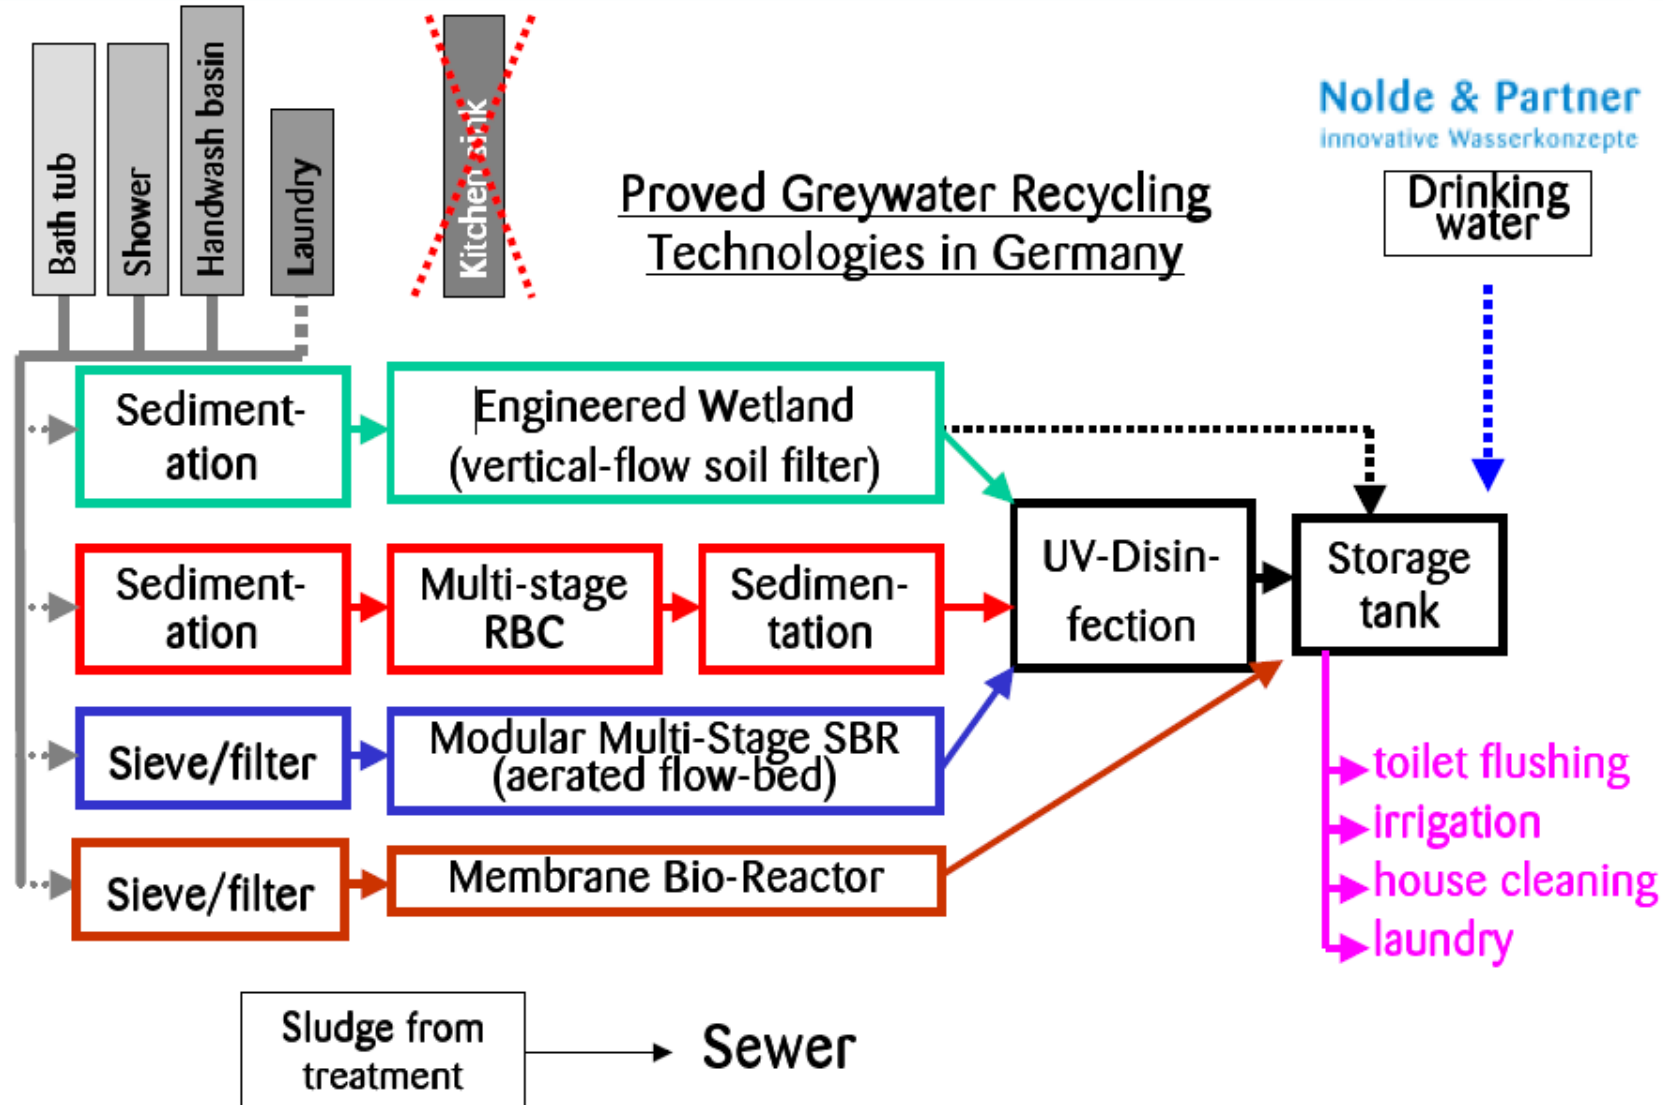 Bath tub
Shower
Handwash basin
Laundry
Kitchen sink
Nolde & Partner
innovative Wasserkonzepte
Proved Greywater Recycling
Technologies in Germany
Drinking
water
Sediment-
ation
Engineered Wetland
(vertical-flow soil filter)
Sediment-
ation
Multi-stage
RBC
Sedimen-
tation
UV-Disin-
fection
Storage
tank
Sieve/filter
Modular Multi-Stage SBR
(aerated flow-bed)
Sieve/filter
Membrane Bio-Reactor
toilet flushing
irrigation
house cleaning
laundry
Sludge from
treatment
Sewer